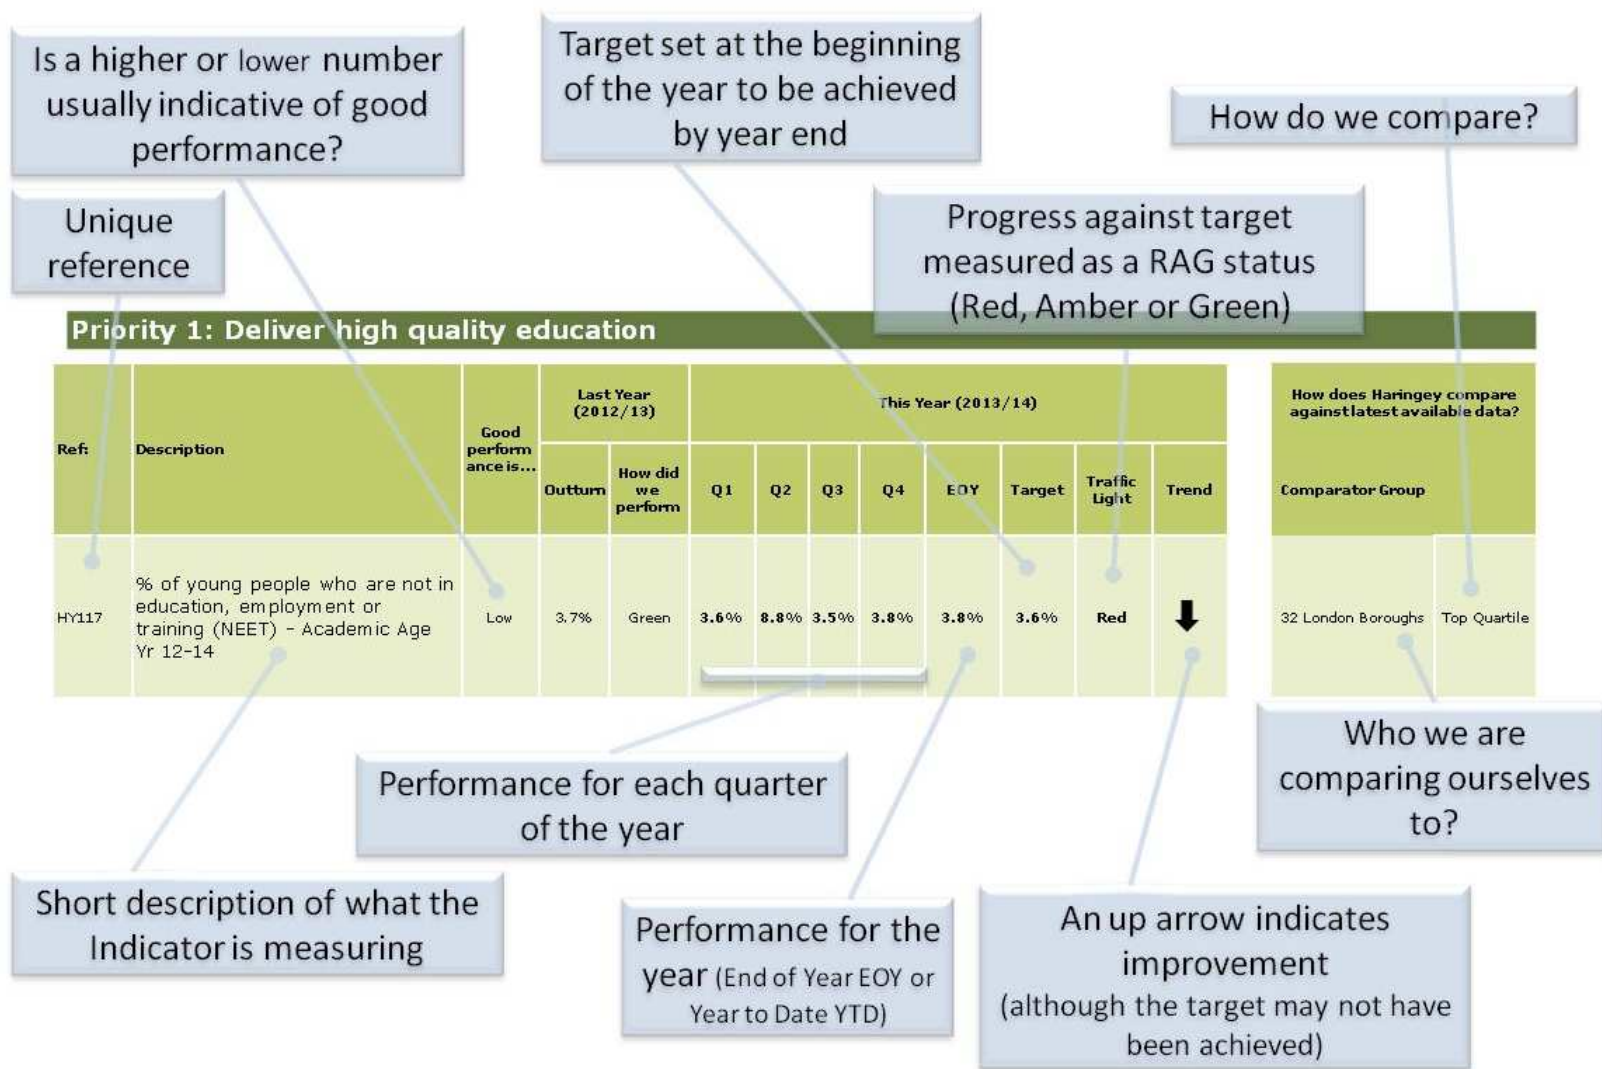 Is a higher or lower number
usually indicative of good
performance?
Target set at the beginning
of the year to be achieved
by year end
How do we compare?
Unique
reference
Progress against target
measured as a RAG status
(Red, Amber or Green)
Priority 1: Deliver high quality education
Ref:
Description
Good
perform
ance is...
Last Year
(2012/13)
This Year (2013/14)
Outturn
How did
we
perform
Q1
Q2
Q3
Q4
EOY
Target
Traffic
Light
Trend
How does Haringey compare
against latest available data?
Comparator Group
HY117
% of young people who are not in
education, employment or
training (NEET) - Academic Age
Yr 12-14
Low
3.7%
Green
3.6%
8.8%
3.5%
3.8%
3.8%
3.6%
Red
32 London Boroughs
Top Quartile
Performance for each quarter
of the year
Who we are
comparing ourselves
to?
Short description of what the
Indicator is measuring
Performance for the
year (End of Year EOY or
Year to Date YTD)
An up arrow indicates
improvement
(although the target may not have
been achieved)